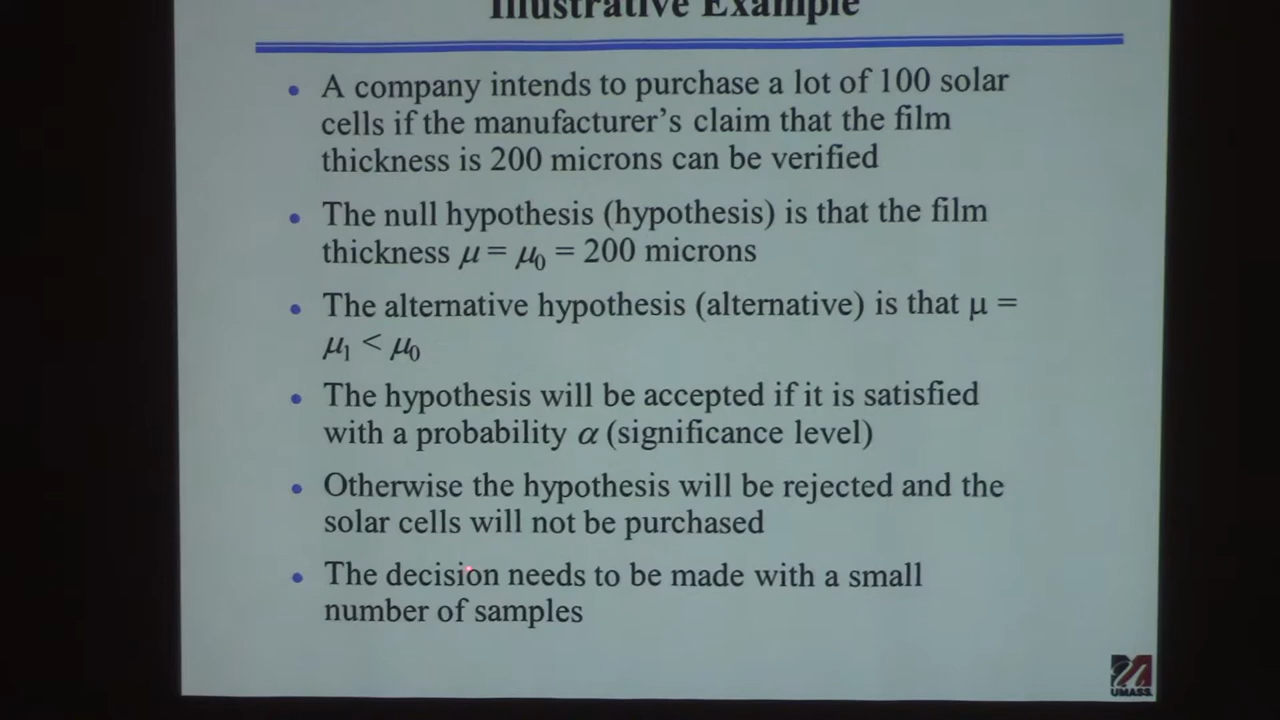 Illustrative Example
• A company intends to purchase a lot of 100 solar
cells if the manufacturer's claim that the film
thickness is 200 microns can be verified
• The null hypothesis (hypothesis) is that the film
thickness μ = μ₀ = 200 microns
• The alternative hypothesis (alternative) is that μ =
μ₁ < μ₀
• The hypothesis will be accepted if it is satisfied
with a probability α (significance level)
• Otherwise the hypothesis will be rejected and the
solar cells will not be purchased
• The decision needs to be made with a small
number of samples
UMASS